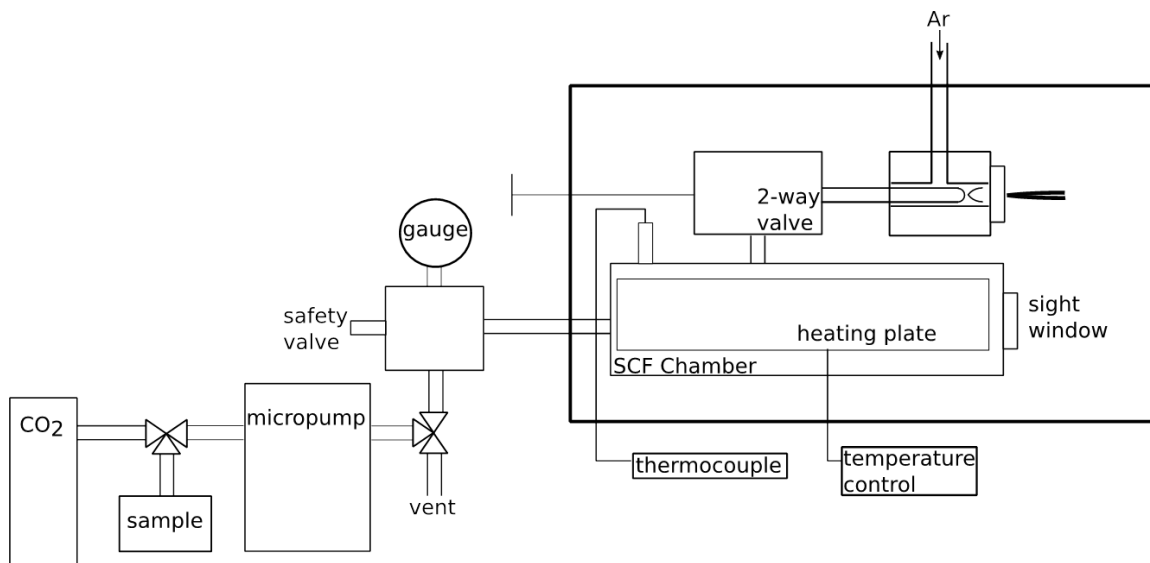 Ar
2-way
valve
gauge
safety
valve
sight
window
heating plate
SCF Chamber
CO2
micropump
thermocouple
temperature
control
vent
sample